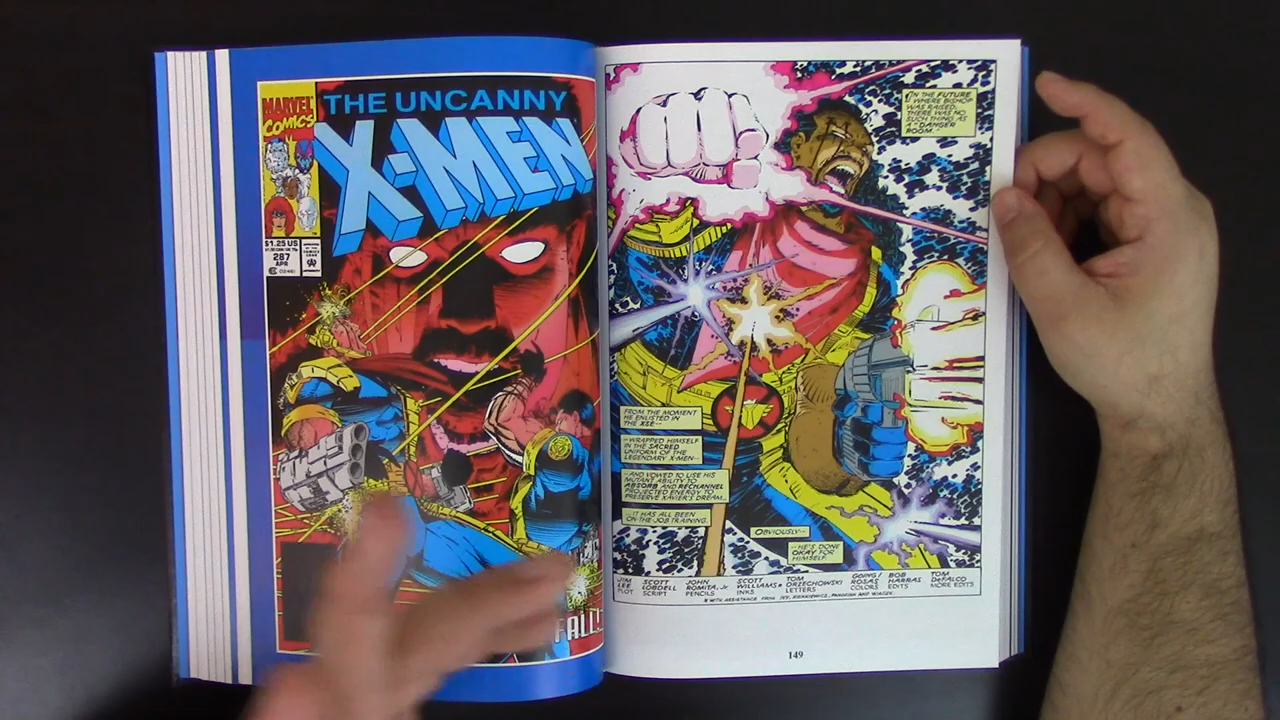 MARVEL
COMICS
THE UNCANNY
X-MEN
$1.25 US
287
APR
FALL!
IN THE FUTURE
WHERE BISHOP
WAS RAISED,
THERE WAS NO
SUCH THING AS
A "DANGER
ROOM."
FROM THE MOMENT
HE ENLISTED IN
THE XSE--
--WRAPPED HIMSELF
IN THE SACRED
UNIFORM OF THE
LEGENDARY X-MEN--
--AND VOWED TO USE HIS
MUTANT ABILITY TO
ABSORB AND RECHANNEL
PROJECTED ENERGY TO
PRESERVE XAVIER'S DREAM...
...IT HAS ALL BEEN
ON-THE-JOB TRAINING.
OBVIOUSLY--
--HE'S DONE
OKAY FOR
HIMSELF.
JIM LEE PLOT
SCOTT LOBDELL SCRIPT
JOHN ROMITA, Jr PENCILS
SCOTT WILLIAMS* INKS
TOM ORZECHOWSKI LETTERS
GOING/ROSAS COLORS
BOB HARRAS EDITS
TOM DeFALCO MORE EDITS
* WITH ASSISTANCE FROM
149